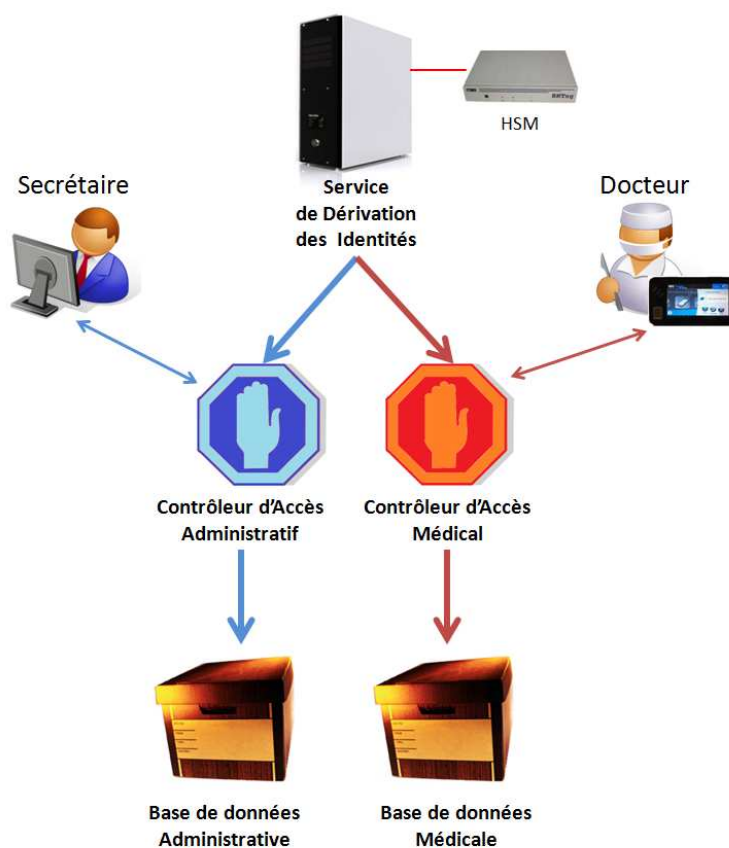 HSM
Secrétaire
Service
de Dérivation
des Identités
Docteur
Contrôleur d'Accès
Administratif
Contrôleur d'Accès
Médical
Base de données
Administrative
Base de données
Médicale